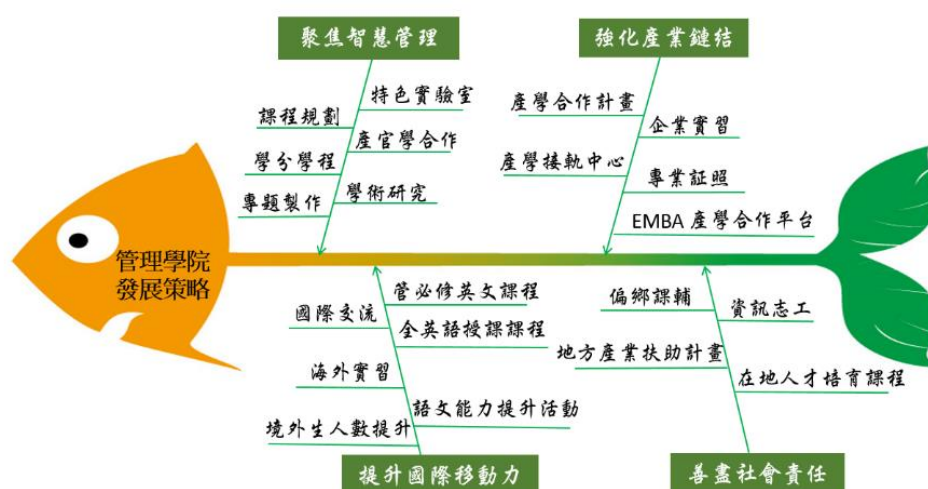 聚焦智慧管理
強化產業鏈结
特色實驗室
課程規劃
產官學合作
學分學程
學術研究
專題製作
產學合作計畫
企業實習
產學接軌中心
專業証照
EMBA 產學合作平台
管理學院
發展策略
管必修英文課程
國際交流
全英語授課課程
海外實習
語文能力提升活動
境外生人數提升
偏鄉課輔
資訊志工
地方產業扶助計畫
在地人才培育課程
提升國際移動力
善盡社會責任